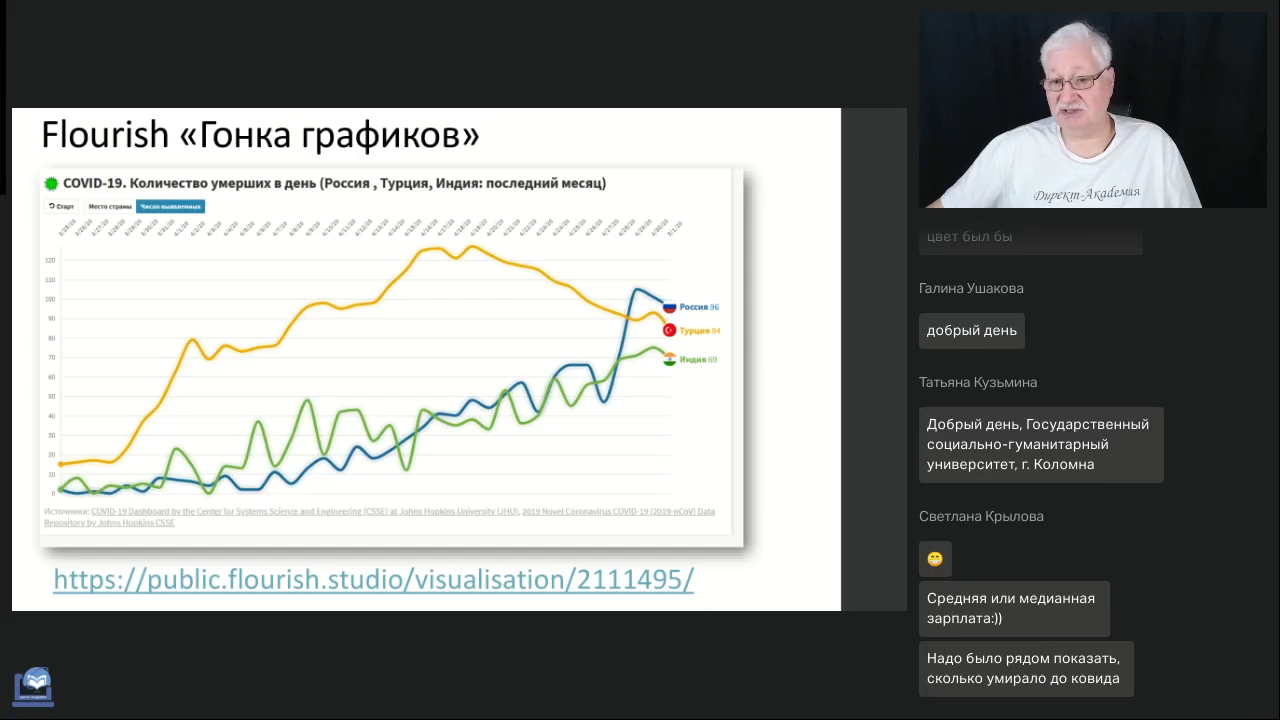 Flourish «Гонка графиков»
COVID-19. Количество умерших в день (Россия , Турция, Индия: последний месяц)
Старт
Место страны
Число выявленных
120
110
100
90
80
70
60
50
40
30
20
10
0
Россия 96
Турция 84
Индия 69
Источники: COVID-19 Dashboard by the Center for Systems Science and Engineering (CSSE) at Johns Hopkins University (JHU), 2019 Novel Coronavirus COVID-19 (2019-nCoV) Data
Repository by Johns Hopkins CSSE
https://public.flourish.studio/visualisation/2111495/
Директ-Академия
цвет был бы
Галина Ушакова
добрый день
Татьяна Кузьмина
Добрый день, Государственный
социально-гуманитарный
университет, г. Коломна
Светлана Крылова
Средняя или медианная
зарплата:))
Надо было рядом показать,
сколько умирало до ковида